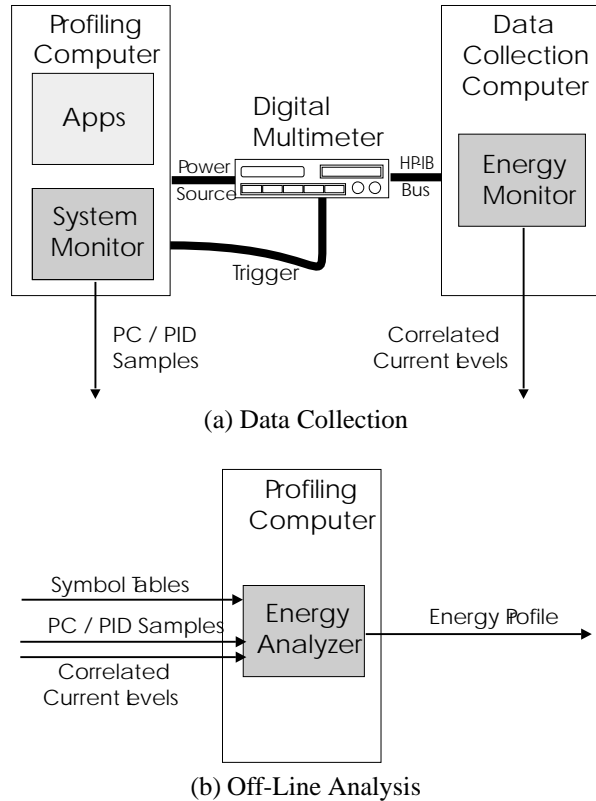 Profiling
Computer
Apps
System
Monitor
Digital
Multimeter
Power
Source
HP-IB
Bus
Trigger
Data
Collection
Computer
Energy
Monitor
PC / PID
Samples
Correlated
Current Levels
(a) Data Collection
Profiling
Computer
Symbol Tables
PC / PID Samples
Correlated
Current Levels
Energy
Analyzer
Energy Profile
(b) Off-Line Analysis